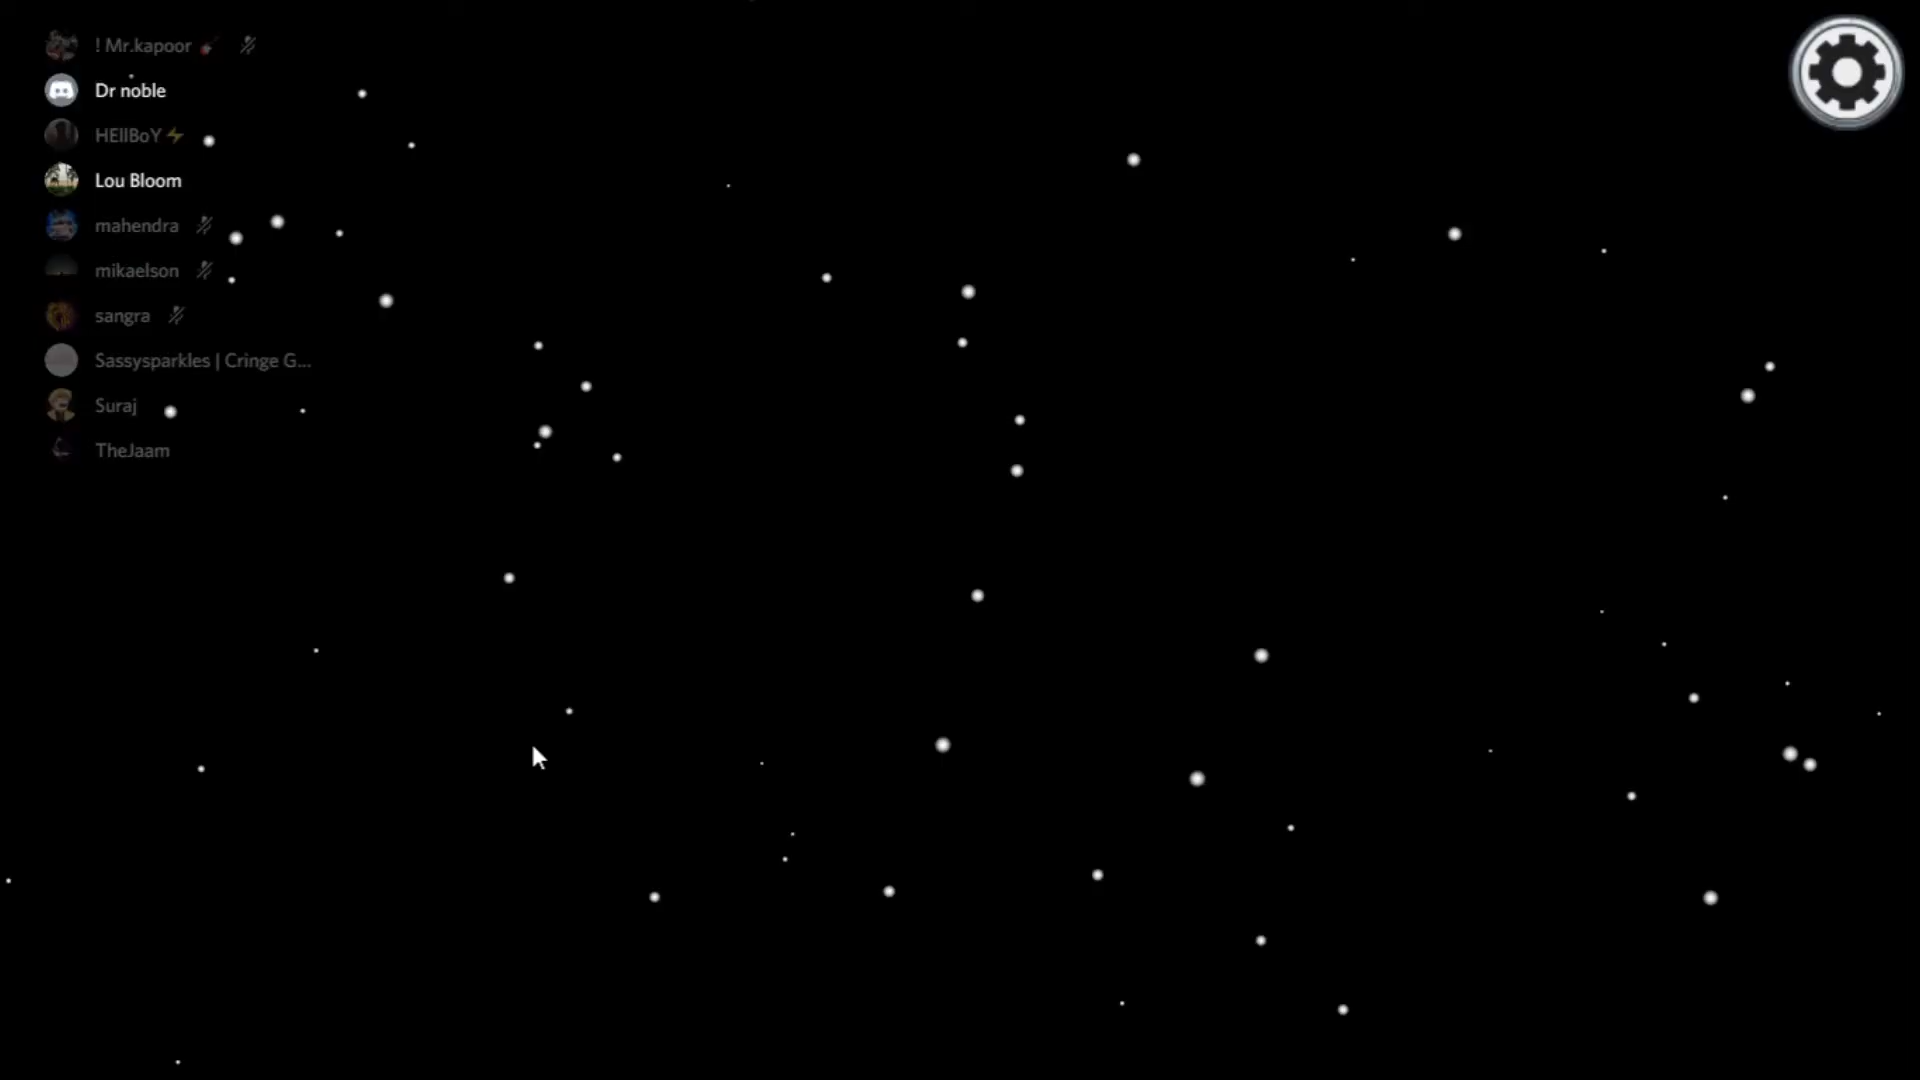 ! Mr.kapoor
Dr noble
HEllBoY⚡
Lou Bloom
mahendra
mikaelson
sangra
Sassysparkles | Cringe G...
Suraj
TheJaam